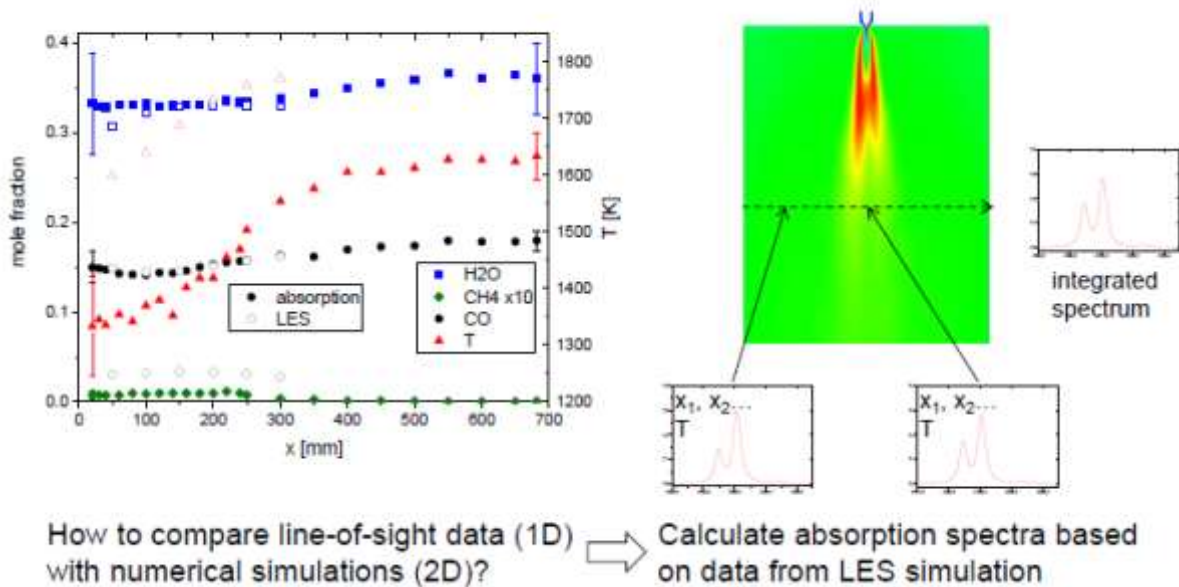 0.4
0.3
0.2
0.1
0.0
mole fraction
1800
1700
1600
1500
1400
1300
1200
T [K]
absorption
LES
H2O
CH4 x10
CO
T
0 100 200 300 400 500 600 700
x [mm]
integrated
spectrum
x1, x2...
T
x1, x2...
T
How to compare line-of-sight data (1D)
with numerical simulations (2D)?
Calculate absorption spectra based
on data from LES simulation